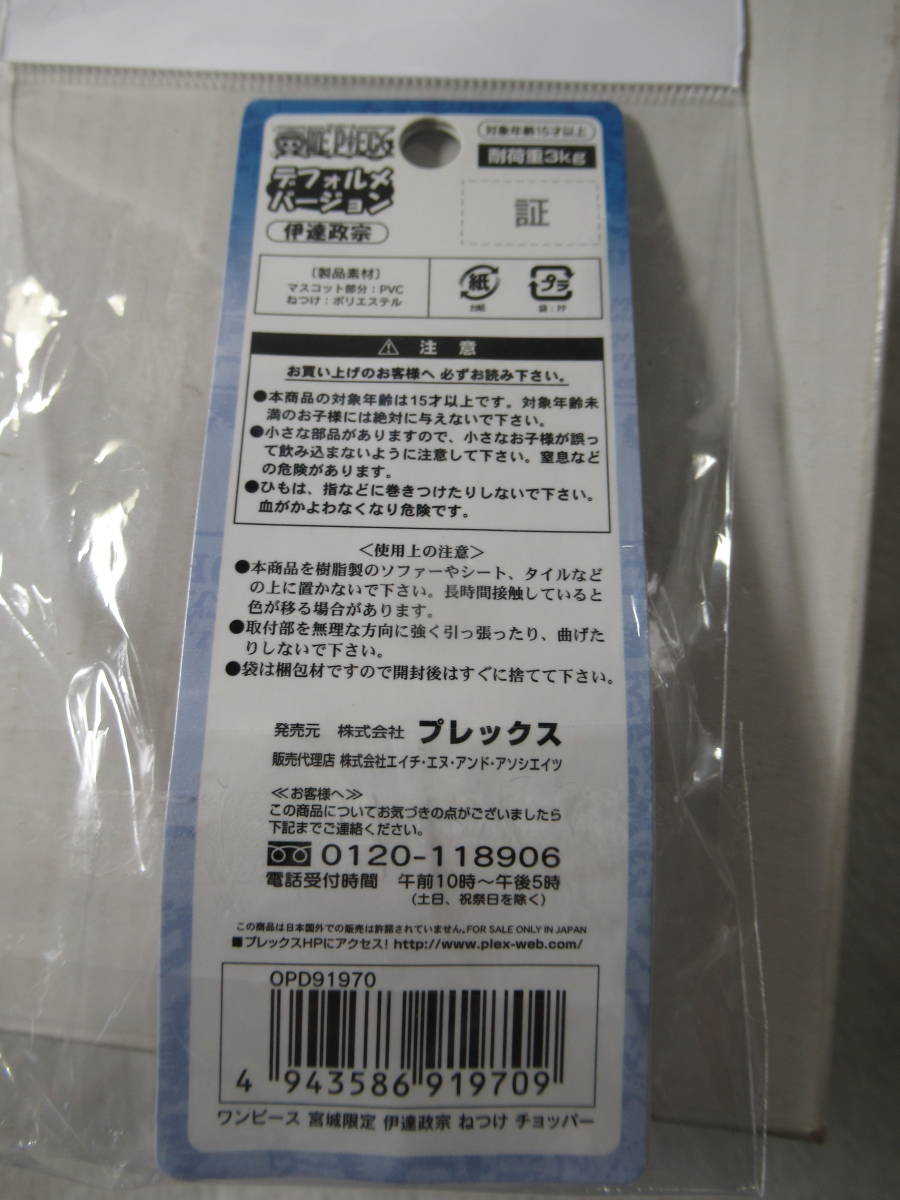 ONE PIECE
対象年齢15才以上
耐荷重3kg
デフォルメ
バージョン
伊達政宗
証
〔製品素材〕
マスコット部分：PVC
ねつけ：ポリエステル
紙
台紙
プラ
袋：PP
⚠ 注 意
お買い上げのお客様へ 必ずお読み下さい。
●本商品の対象年齢は15才以上です。対象年齢未
満のお子様には絶対に与えないで下さい。
●小さな部品がありますので、小さなお子様が誤っ
て飲み込まないように注意して下さい。窒息など
の危険があります。
●ひもは、指などに巻きつけたりしないで下さい。
血がかよわなくなり危険です。
＜使用上の注意＞
●本商品を樹脂製のソファーやシート、タイルなど
の上に置かないで下さい。長時間接触していると
色が移る場合があります。
●取付部を無理な方向に強く引っ張ったり、曲げた
りしないで下さい。
●袋は梱包材ですので開封後はすぐに捨てて下さい。
発売元 株式会社 プレックス
販売代理店 株式会社エイチ・エヌ・アンド・アソシエイツ
≪お客様へ≫
この商品についてお気づきの点がございましたら
下記までご連絡ください。
0120-118906
電話受付時間 午前10時～午後5時
(土日、祝祭日を除く)
この商品は日本国外での販売は許諾されていません。FOR SALE ONLY IN JAPAN
■プレックスHPにアクセス! http://www.plex-web.com/
OPD91970
4 943586 919709
ワンピース 宮城限定 伊達政宗 ねつけ チョッパー